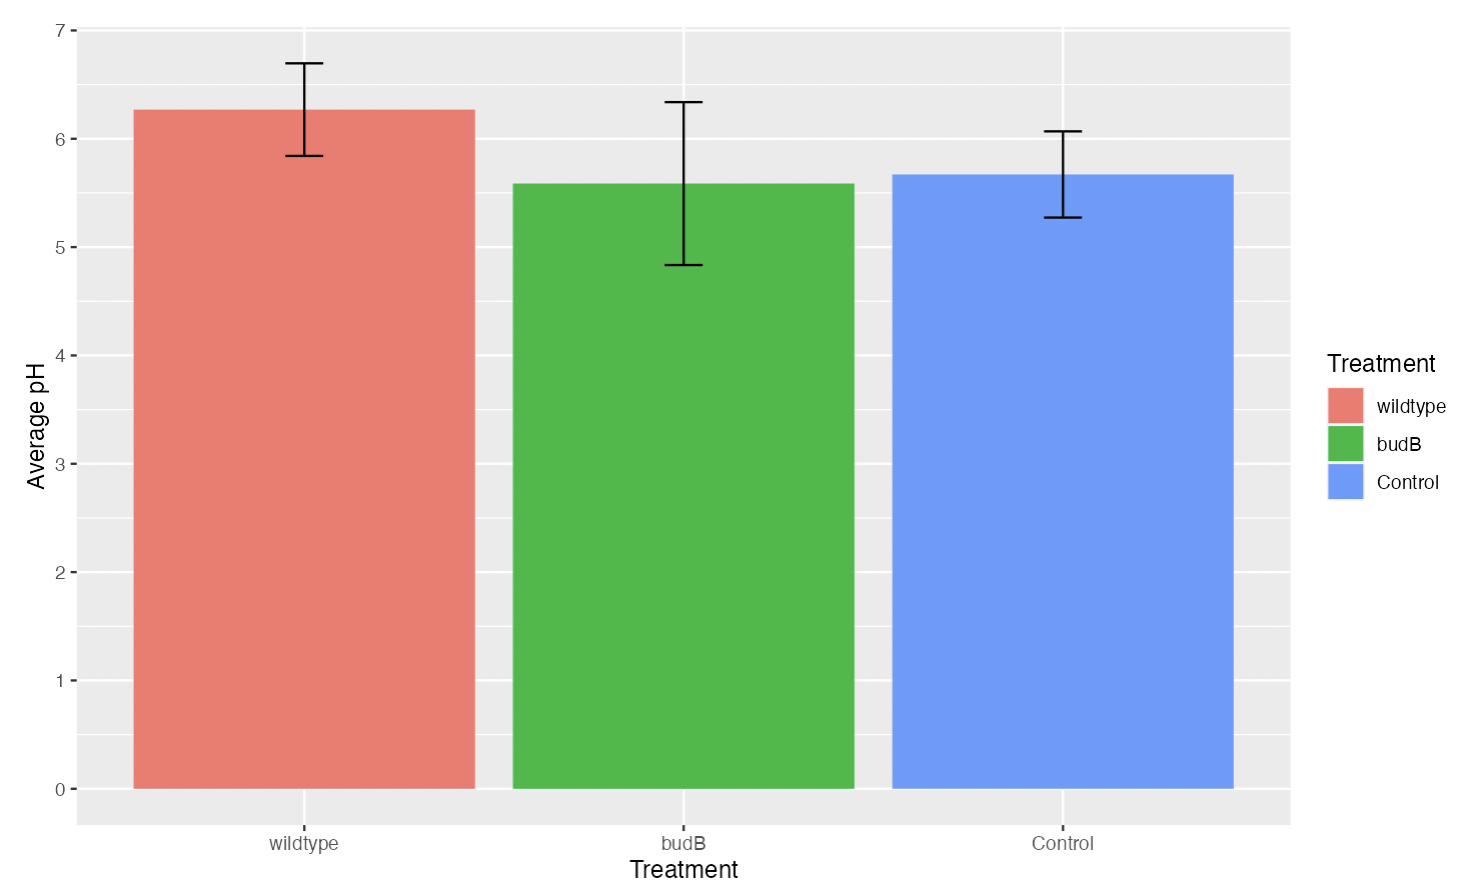 7
6
5
4
3
2
1
0
Average pH
wildtype
budB
Control
Treatment
Treatment
wildtype
budB
Control